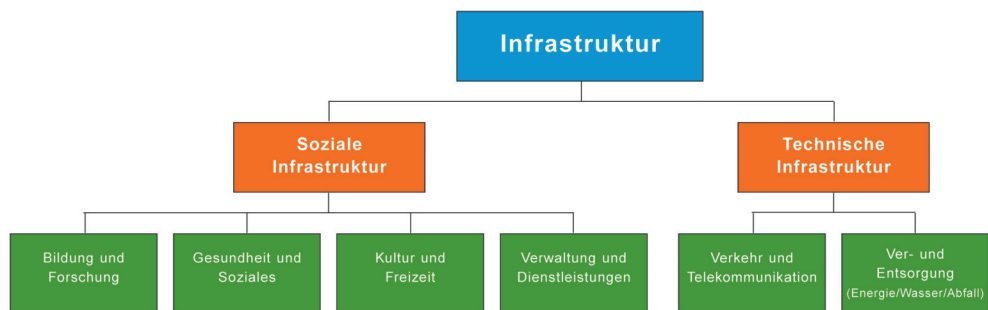 Infrastruktur
Soziale
Infrastruktur
Technische
Infrastruktur
Bildung und
Forschung
Gesundheit und
Soziales
Kultur und
Freizeit
Verwaltung und
Dienstleistungen
Verkehr und
Telekommunikation
Ver- und
Entsorgung
(Energie/Wasser/Abfall)